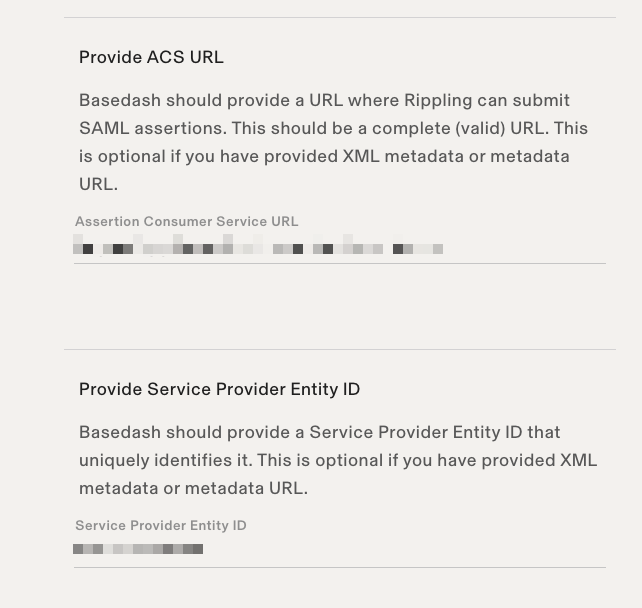 Provide ACS URL
Basedash should provide a URL where Rippling can submit
SAML assertions. This should be a complete (valid) URL. This
is optional if you have provided XML metadata or metadata
URL.
Assertion Consumer Service URL
Provide Service Provider Entity ID
Basedash should provide a Service Provider Entity ID that
uniquely identifies it. This is optional if you have provided XML
metadata or metadata URL.
Service Provider Entity ID